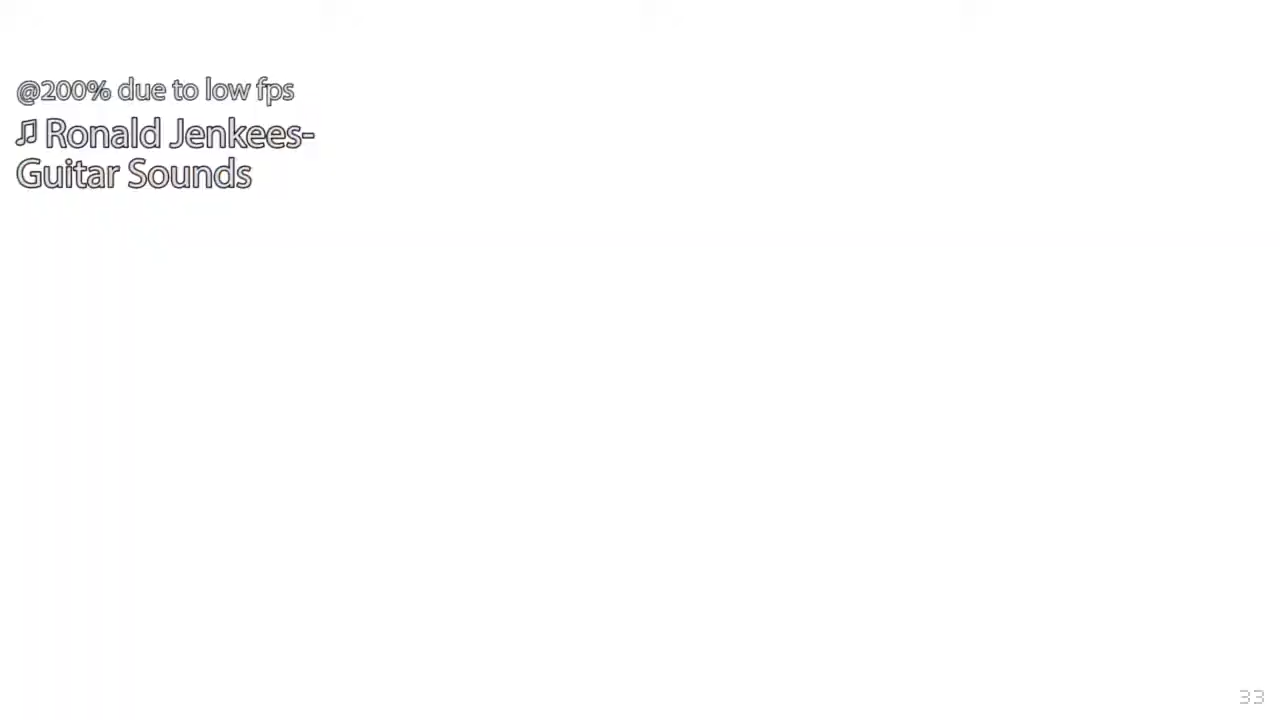 @200% due to low fps
♫ Ronald Jenkees-
Guitar Sounds
33